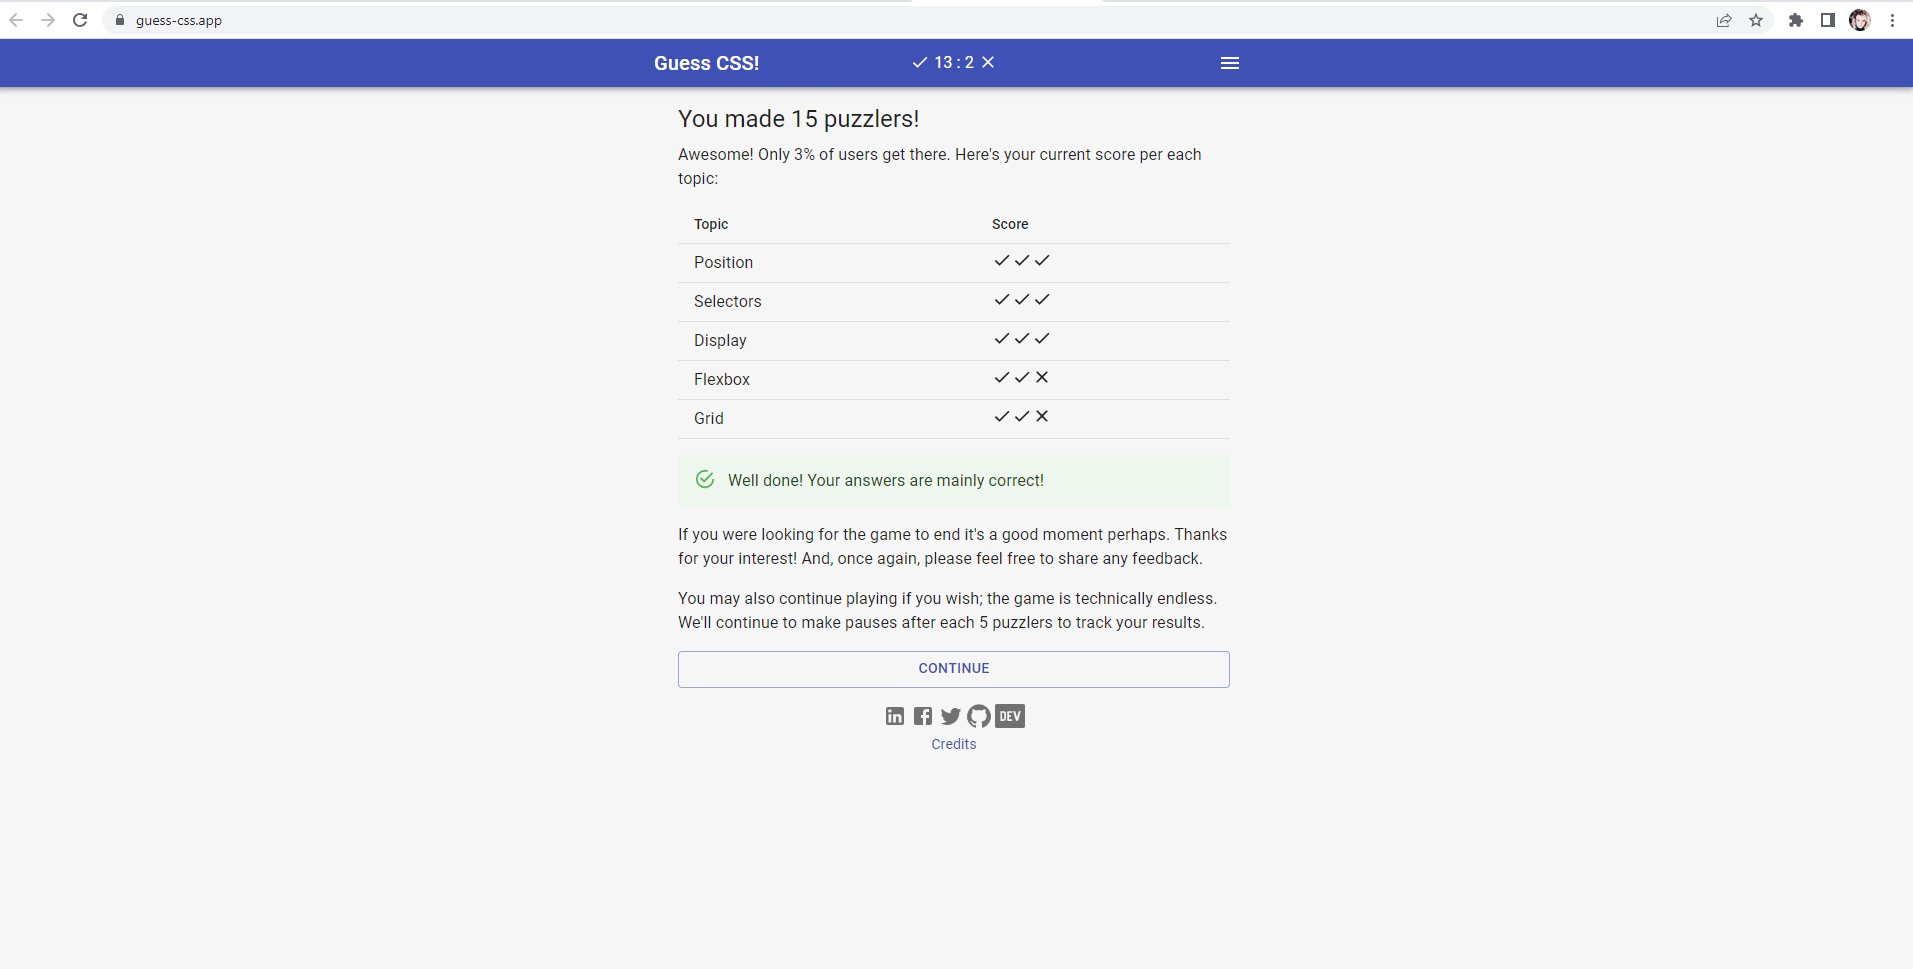 guess-css.app
Guess CSS!
13 : 2
You made 15 puzzlers!
Awesome! Only 3% of users get there. Here's your current score per each
topic:
Topic Score
Position
Selectors
Display
Flexbox
Grid
Well done! Your answers are mainly correct!
If you were looking for the game to end it's a good moment perhaps. Thanks
for your interest! And, once again, please feel free to share any feedback.
You may also continue playing if you wish; the game is technically endless.
We'll continue to make pauses after each 5 puzzlers to track your results.
CONTINUE
DEV
Credits